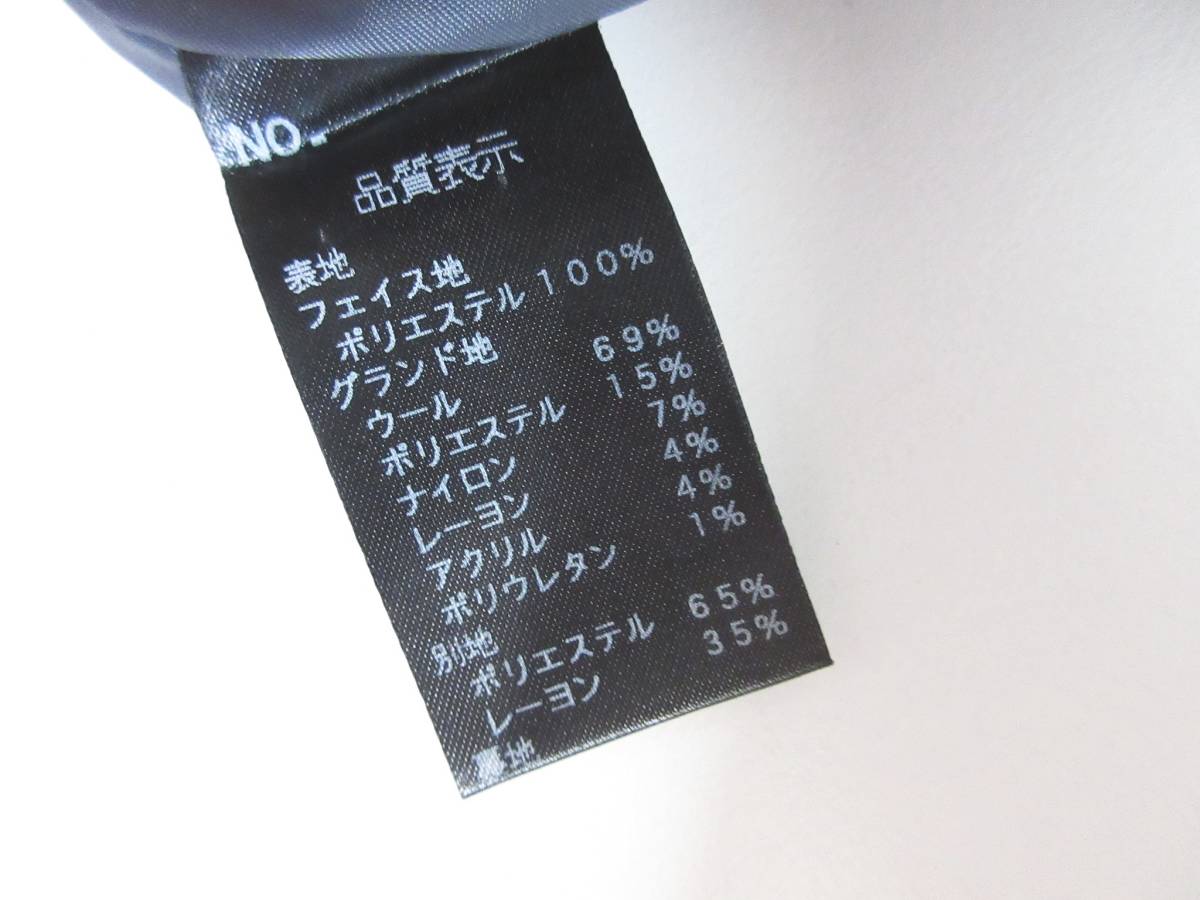 NO.
品質表示
表地
フェイス地
ポリエステル 100%
グランド地
ウール 69%
ポリエステル 15%
ナイロン 7%
レーヨン 4%
アクリル 4%
ポリウレタン 1%
別地
ポリエステル 65%
レーヨン 35%
裏地